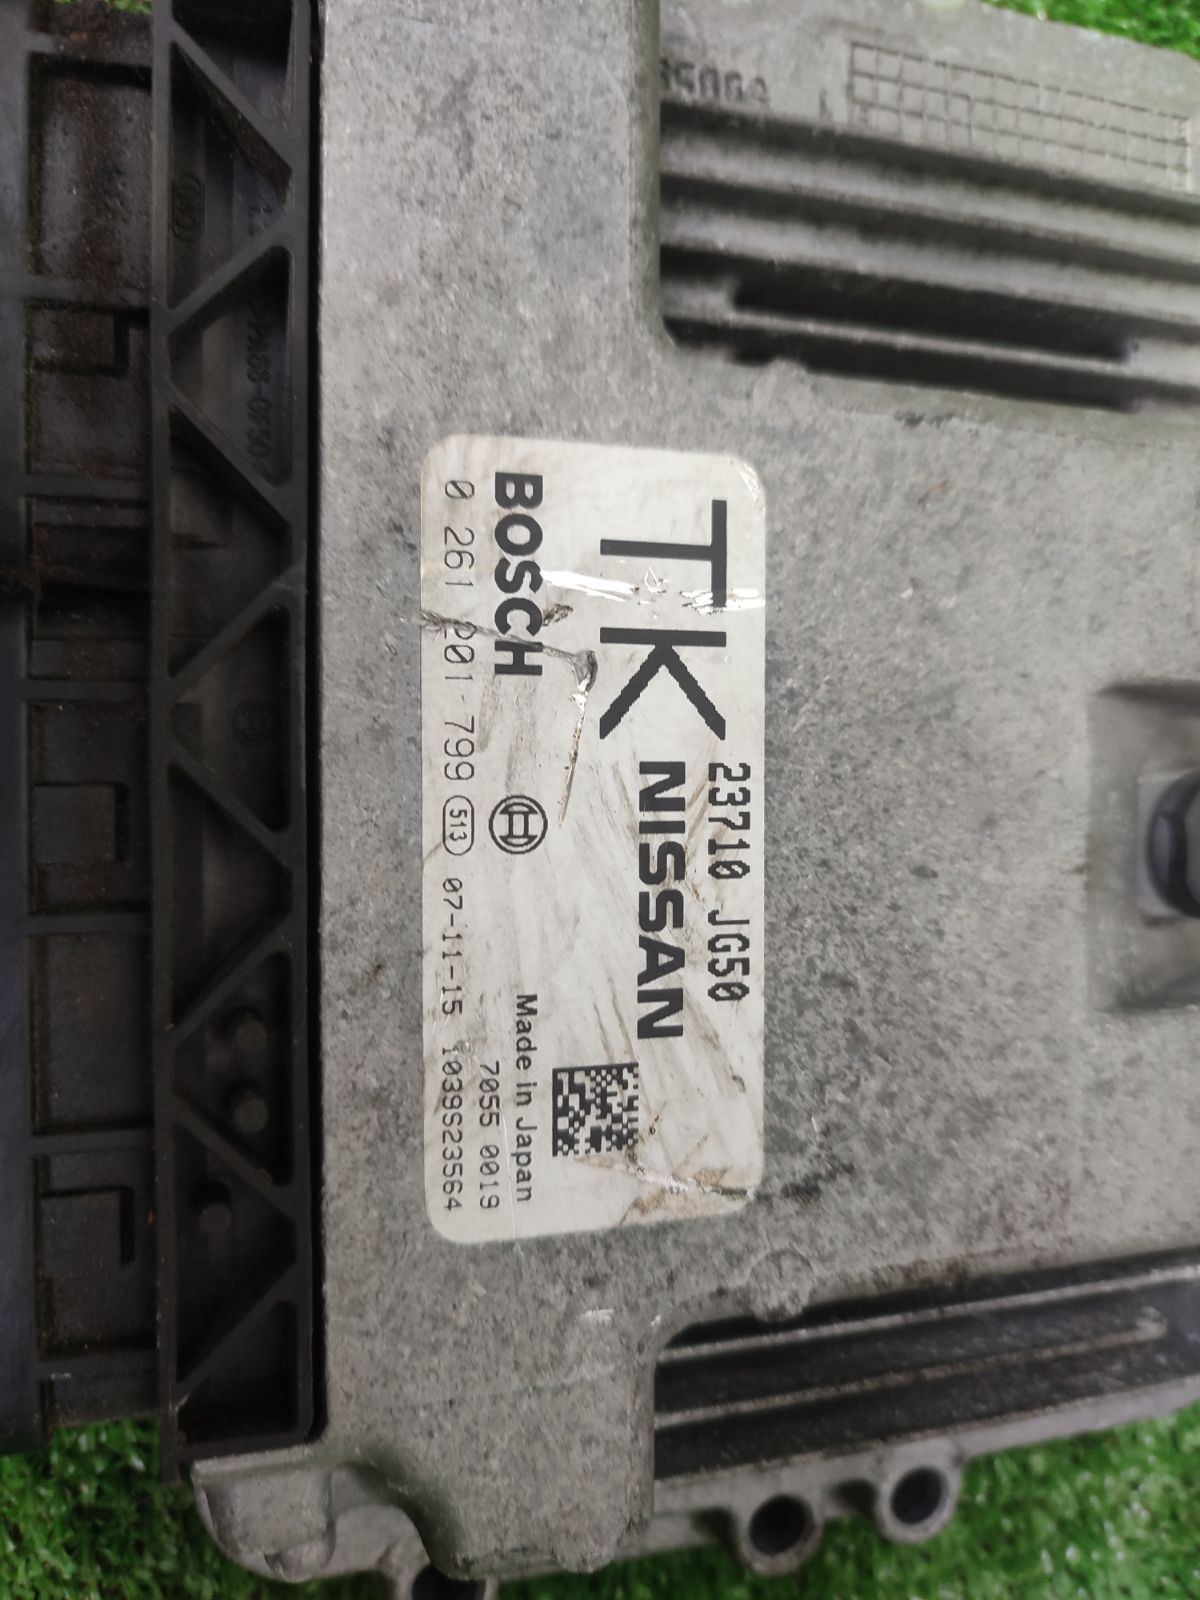 TK
23710 JG50
NISSAN
BOSCH
0 261 201 799 513 07-11-15 1039S23564
Made in Japan
7055 0019